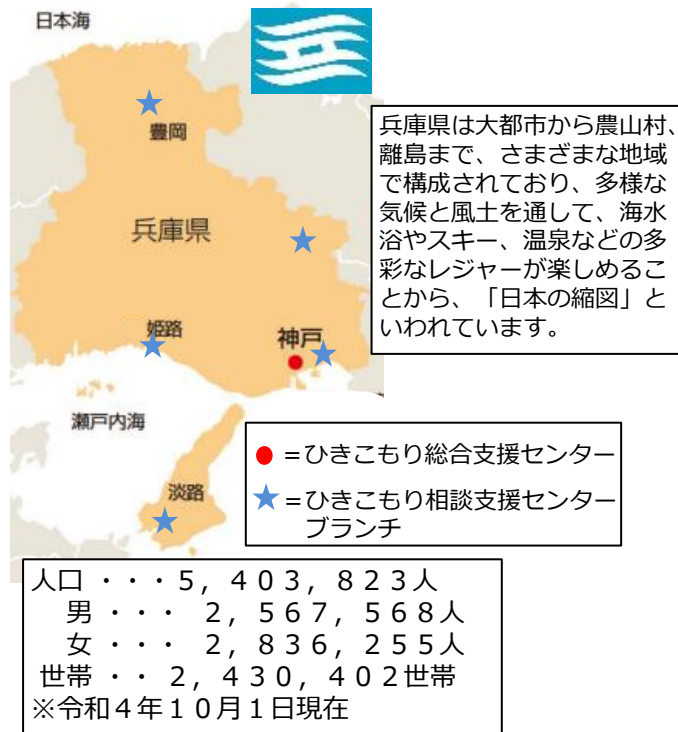 日本海
豊岡
兵庫県
姫路
神戸
瀬戸内海
淡路
兵庫県は大都市から農山村、
離島まで、さまざまな地域
で構成されており、多様な
気候と風土を通して、海水
浴やスキー、温泉などの多
彩なレジャーが楽しめるこ
とから、「日本の縮図」と
いわれています。
=ひきこもり総合支援センター
=ひきこもり相談支援センター
ブランチ
人口 ・・・5,403,823人
男 ・・・ 2,567,568人
女 ・・・ 2,836,255人
世帯 ・・ 2,430,402世帯
※令和4年10月1日現在